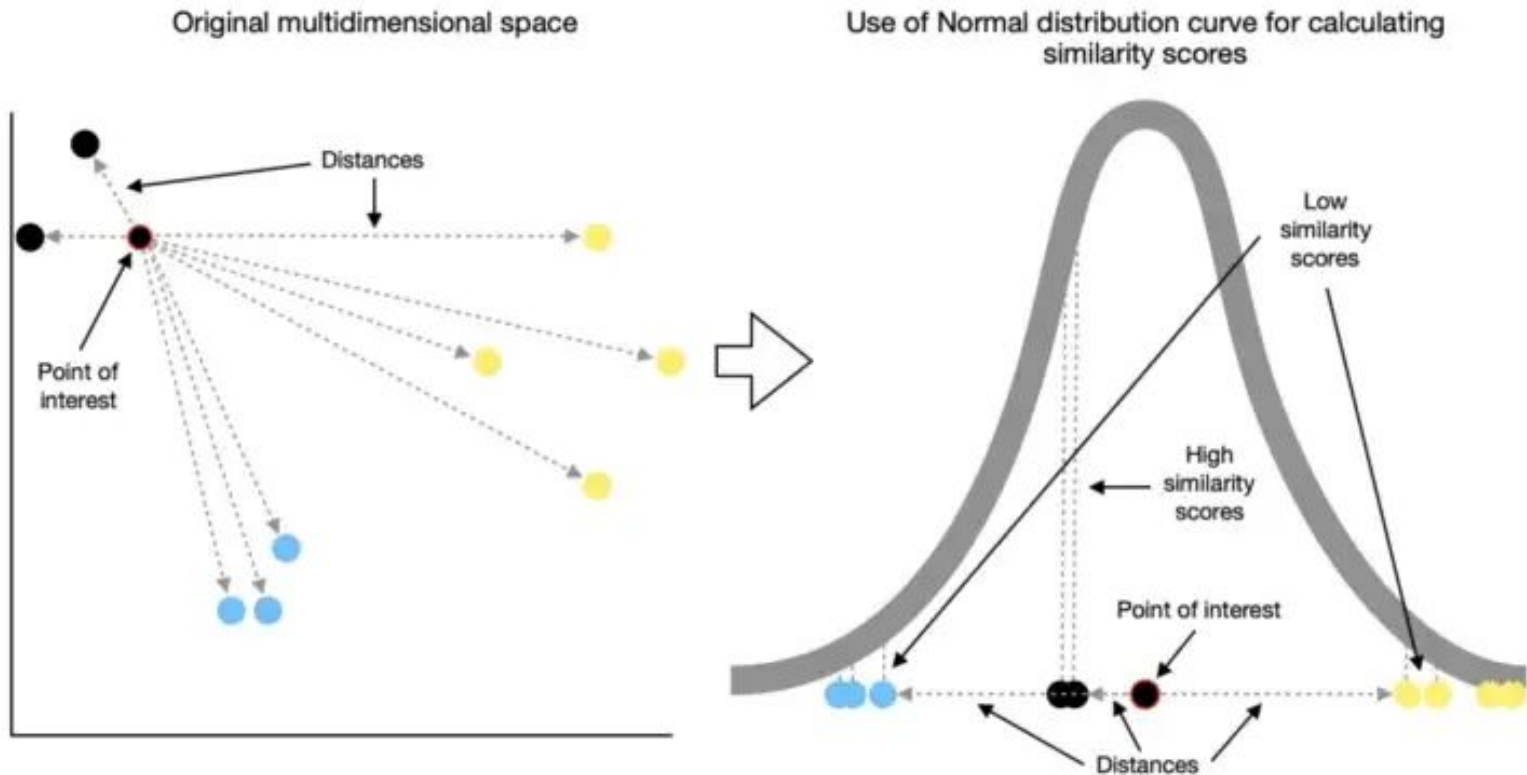 Original multidimensional space
Use of Normal distribution curve for calculating
similarity scores
Distances
Point of
interest
Low
similarity
scores
High
similarity
scores
Point of interest
Distances